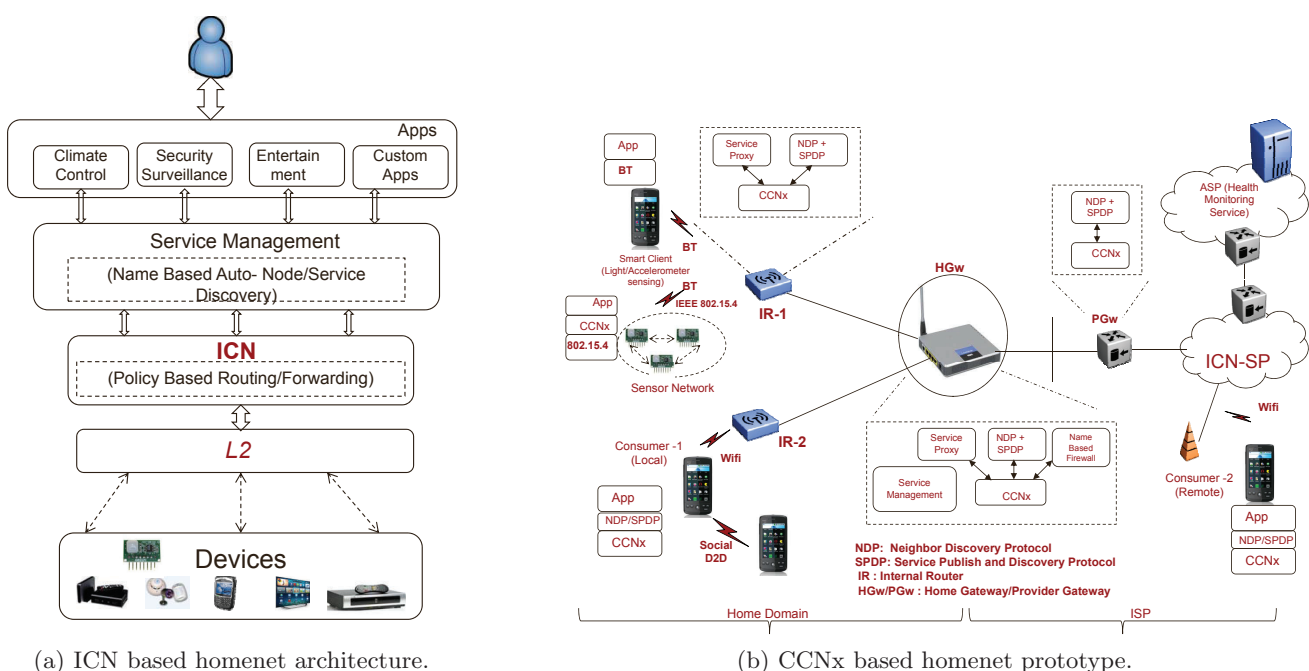 Apps
Climate
Control
Security
Surveillance
Entertain
ment
Custom
Apps
Service Management
(Name Based Auto- Node/Service
Discovery)
ICN
(Policy Based Routing/Forwarding)
L2
Devices
(a) ICN based homenet architecture.
App
BT
Service
Proxy
NDP +
SPDP
CCNx
BT
Smart Client
(Light/Accelerometer
sensing)
BT
IEEE 802.15.4
IR-1
App
CCNx
802.15.4
Sensor Network
HGw
NDP +
SPDP
CCNx
PGw
ASP (Health
Monitoring
Service)
ICN-SP
IR-2
Consumer -1
(Local)
Wifi
App
NDP/SPDP
CCNx
Social
D2D
Service
Proxy
NDP +
SPDP
Name
Based
Firewall
Service
Management
CCNx
Wifi
Consumer -2
(Remote)
App
NDP/SPDP
CCNx
NDP: Neighbor Discovery Protocol
SPDP: Service Publish and Discovery Protocol
IR : Internal Router
HGw/PGw : Home Gateway/Provider Gateway
Home Domain
ISP
(b) CCNx based homenet prototype.